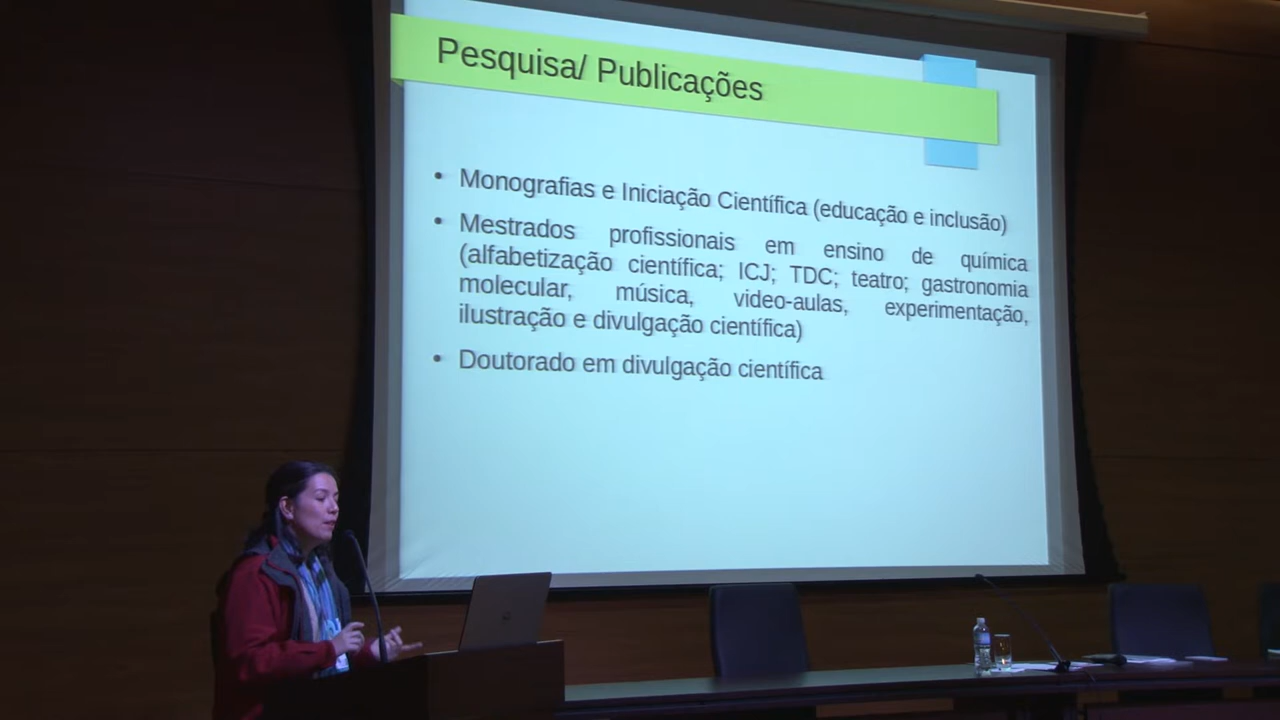 Pesquisa/ Publicações
• Monografias e Iniciação Científica (educação e inclusão)
• Mestrados profissionais em ensino de química
(alfabetização científica; ICJ; TDC; teatro; gastronomia
molecular, música, video-aulas, experimentação,
ilustração e divulgação científica)
• Doutorado em divulgação científica